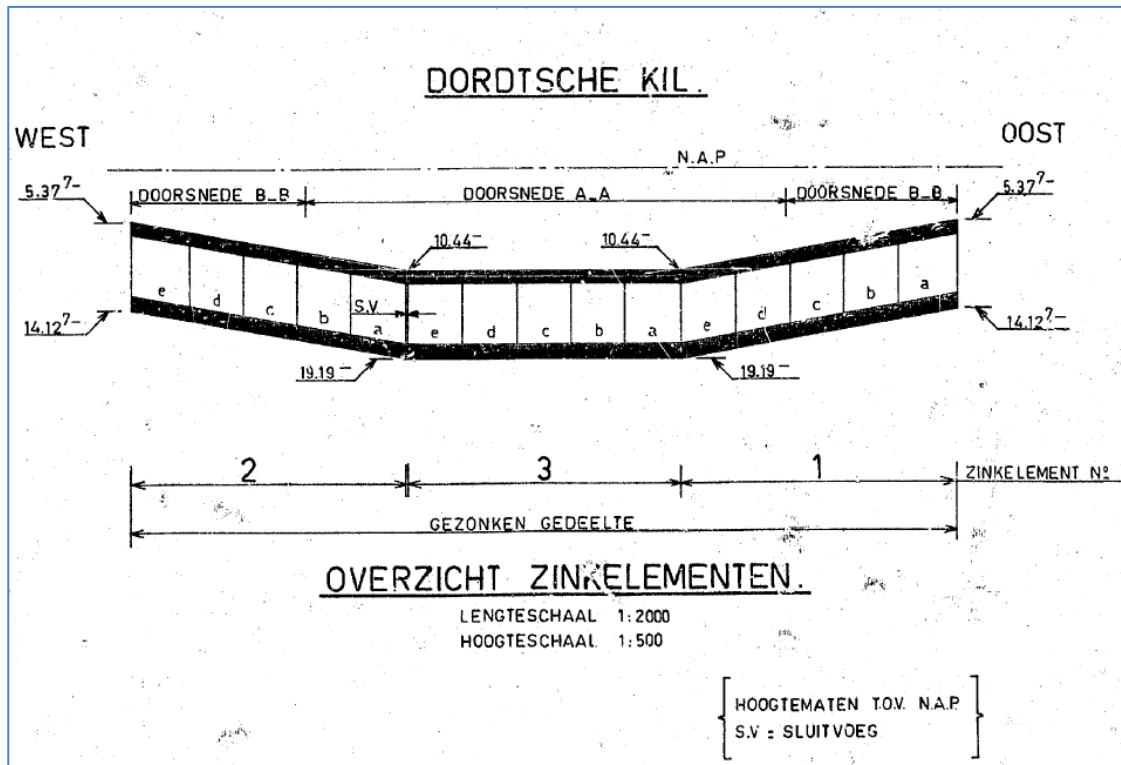 DORDTSCHE KIL.
WEST
OOST
N.A.P
5.37⁷⁻
DOORSNEDE B_B
DOORSNEDE A_A
DOORSNEDE B_B
5.37⁷⁻
10.44⁻
10.44⁻
e d c b a
S.V
e d c b a
e d c b a
14.12⁷⁻
14.12⁷⁻
19.19⁻
19.19⁻
2
3
1
ZINKELEMENT Nº
GEZONKEN GEDEELTE
OVERZICHT ZINKELEMENTEN.
LENGTESCHAAL 1:2000
HOOGTESCHAAL 1:500
HOOGTEMATEN T.O.V. N.A.P.
S.V = SLUITVOEG